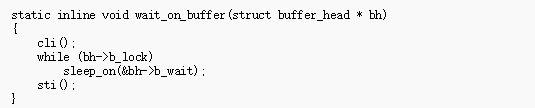 static inline void wait_on_buffer(struct buffer_head * bh)
{
    cli();
    while (bh->b_lock)
        sleep_on(&bh->b_wait);
    sti();
}